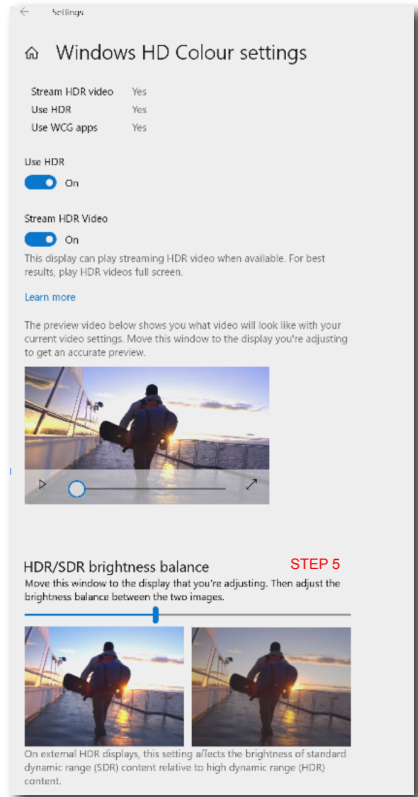 Settings
Windows HD Colour settings
Stream HDR video Yes
Use HDR Yes
Use WCG apps Yes
Use HDR
On
Stream HDR Video
On
This display can play streaming HDR video when available. For best
results, play HDR videos full screen.
Learn more
The preview video below shows you what video will look like with your
current video settings. Move this window to the display you're adjusting
to get an accurate preview.
HDR/SDR brightness balance STEP 5
Move this window to the display that you're adjusting. Then adjust the
brightness balance between the two images.
On external HDR displays, this setting affects the brightness of standard
dynamic range (SDR) content relative to high dynamic range (HDR)
content.